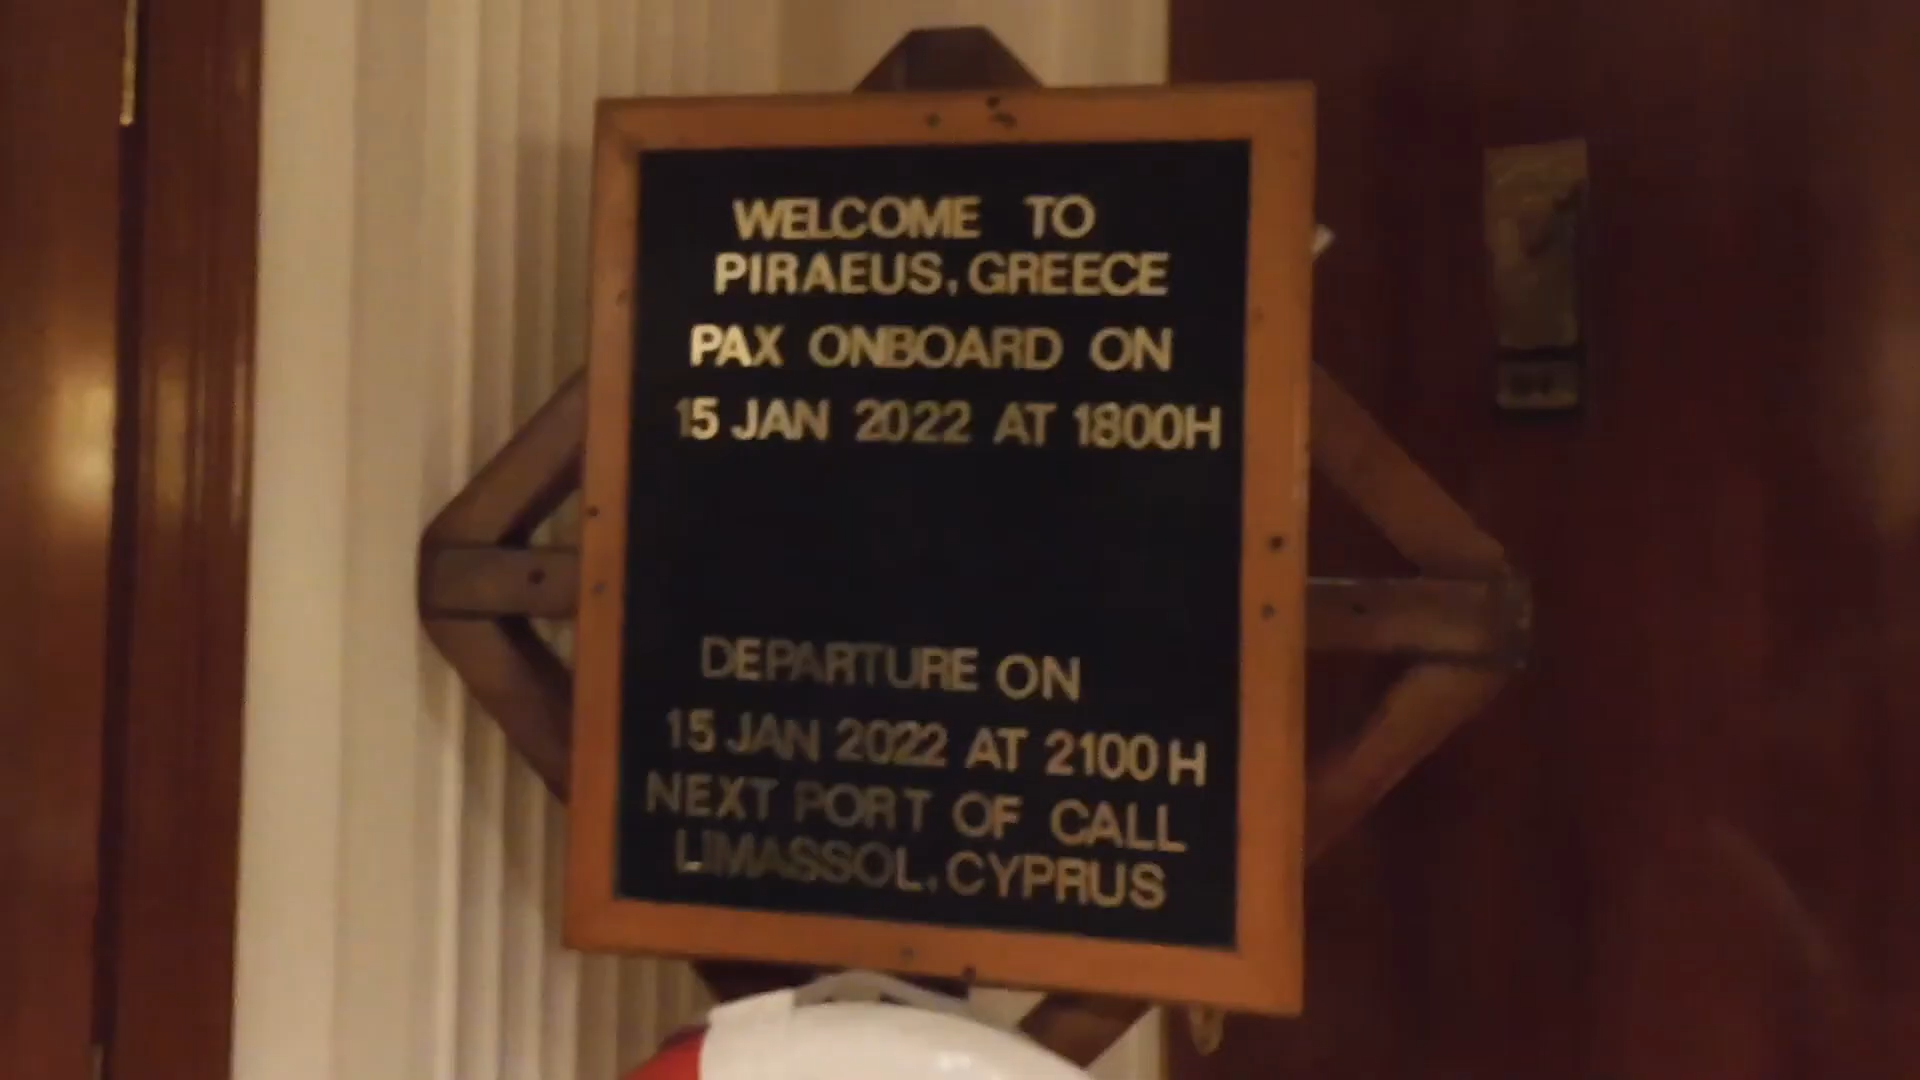 WELCOME TO
PIRAEUS, GREECE
PAX ONBOARD ON
15 JAN 2022 AT 1800H
DEPARTURE ON
15 JAN 2022 AT 2100H
NEXT PORT OF CALL
LIMASSOL, CYPRUS